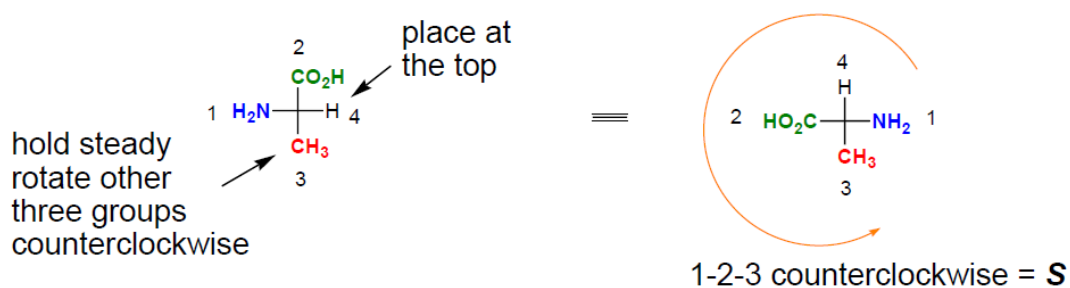 place at
the top
2
CO₂H
1 H₂N H 4
CH₃
3
hold steady
rotate other
three groups
counterclockwise
4
H
2 HO₂C NH₂ 1
CH₃
3
1-2-3 counterclockwise = S